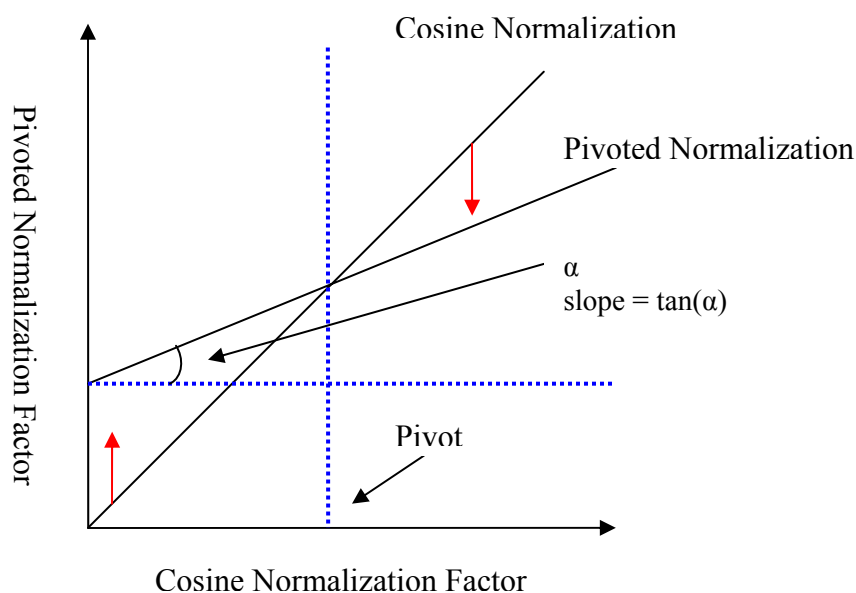 Cosine Normalization
Pivoted Normalization
α
slope = tan(α)
Pivot
Pivoted Normalization Factor
Cosine Normalization Factor